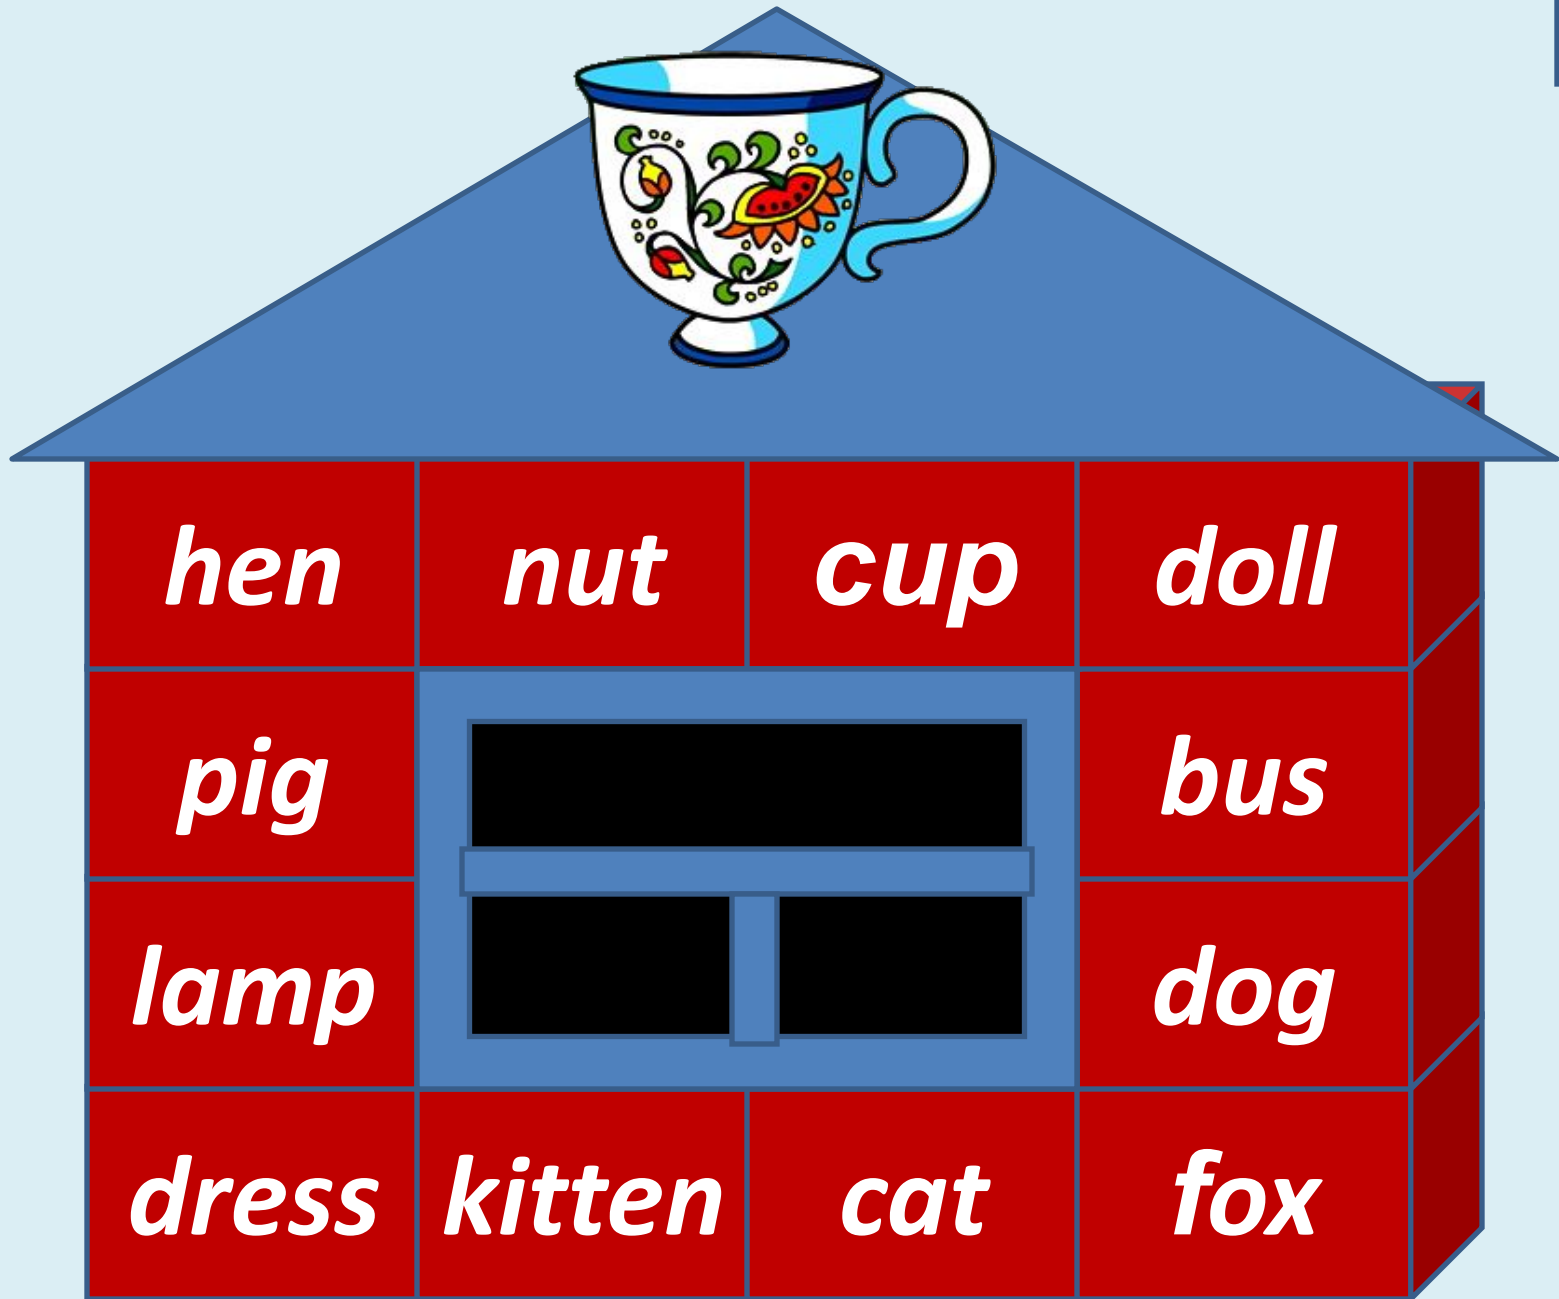 hen nut cup doll
pig bus
lamp dog
dress kitten cat fox